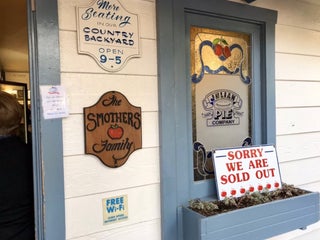 More
Seating
IN OUR
COUNTRY
BACKYARD
OPEN
9-5
The
SMOTHERS
Family
FREE
Wi-Fi
JULIAN
PIE
COMPANY
SORRY
WE ARE
SOLD OUT